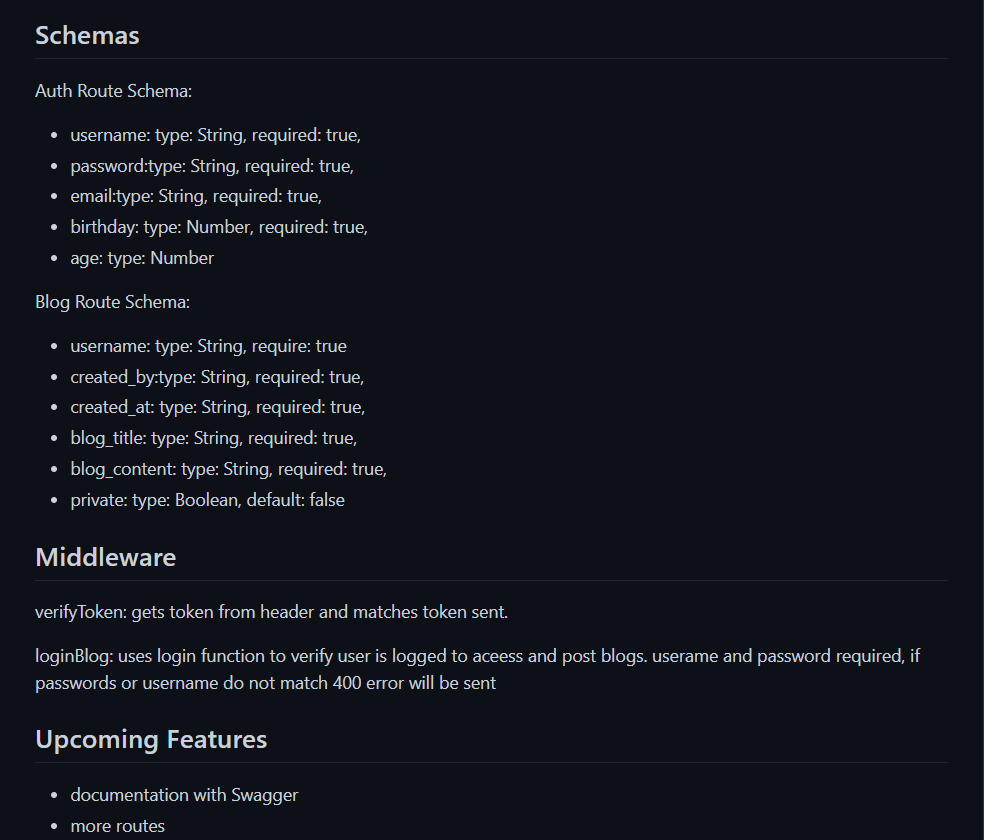 Schemas
Auth Route Schema:
username: type: String, required: true,
password:type: String, required: true,
email:type: String, required: true,
birthday: type: Number, required: true,
age: type: Number
Blog Route Schema:
username: type: String, require: true
created_by:type: String, required: true,
created_at: type: String, required: true,
blog_title: type: String, required: true,
blog_content: type: String, required: true,
private: type: Boolean, default: false
Middleware
verifyToken: gets token from header and matches token sent.
loginBlog: uses login function to verify user is logged to aceess and post blogs. userame and password required, if
passwords or username do not match 400 error will be sent
Upcoming Features
documentation with Swagger
more routes